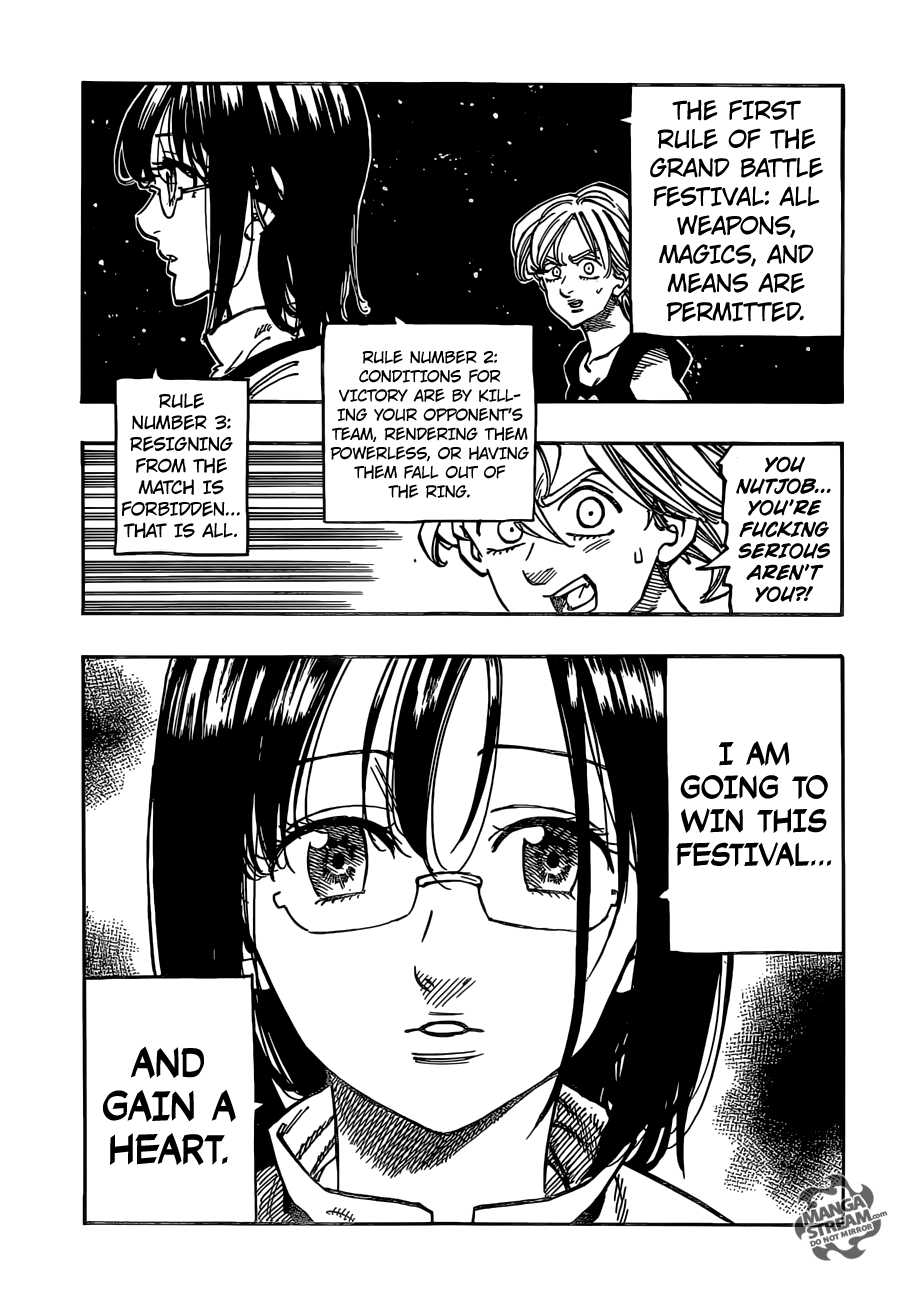 THE FIRST
RULE OF THE
GRAND BATTLE
FESTIVAL: ALL
WEAPONS,
MAGICS, AND
MEANS ARE
PERMITTED.
RULE NUMBER 2:
CONDITIONS FOR
VICTORY ARE BY KILL-
ING YOUR OPPONENT'S
TEAM, RENDERING THEM
POWERLESS, OR HAVING
THEM FALL OUT OF
THE RING.
RULE
NUMBER 3:
RESIGNING
FROM THE
MATCH IS
FORBIDDEN...
THAT IS ALL.
YOU
NUTJOB...
YOU'RE
FUCKING
SERIOUS
AREN'T
YOU?!
I AM
GOING TO
WIN THIS
FESTIVAL...
AND
GAIN A
HEART.
MANGA
STREAM.com
DO NOT MIRROR